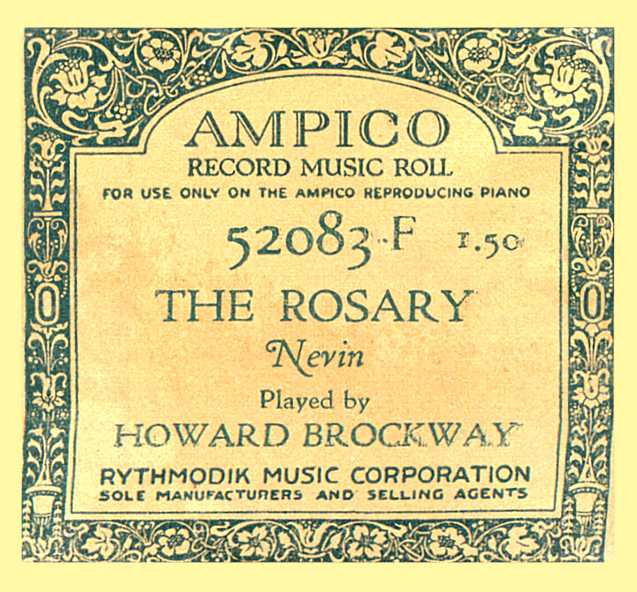 AMPICO
RECORD MUSIC ROLL
FOR USE ONLY ON THE AMPICO REPRODUCING PIANO
52083-F 1.50
THE ROSARY
Nevin
Played by
HOWARD BROCKWAY
RYTHMODIK MUSIC CORPORATION
SOLE MANUFACTURERS AND SELLING AGENTS